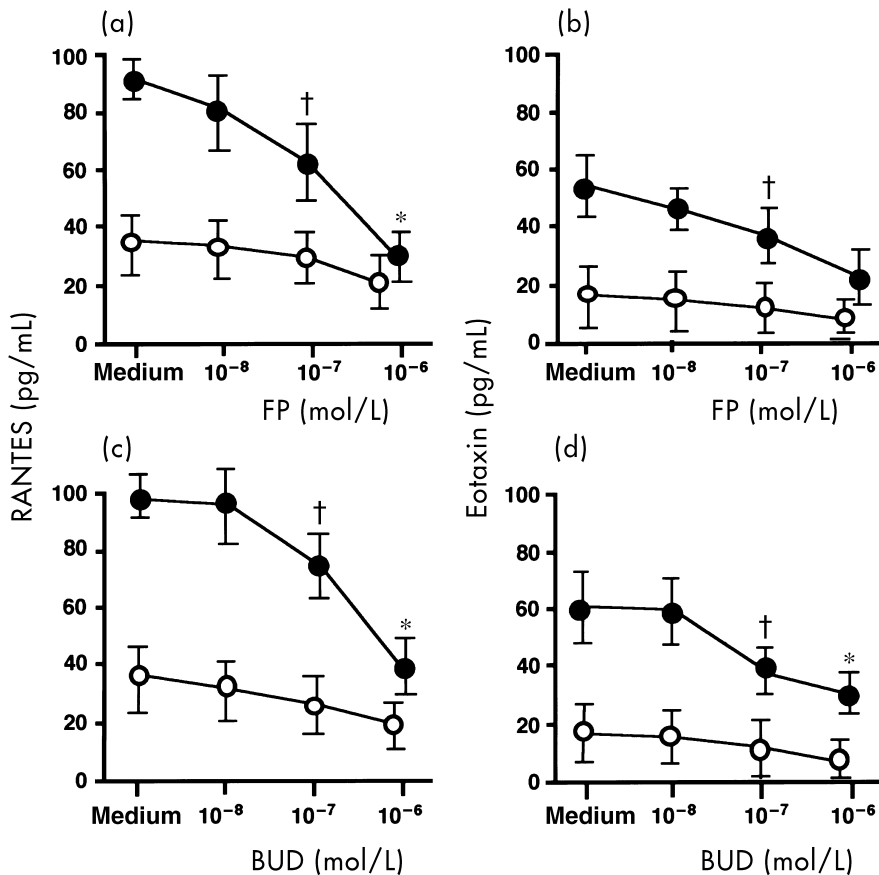 (a)
100
80
60
40
20
0
†
*
Medium 10⁻⁸ 10⁻⁷ 10⁻⁶
FP (mol/L)
(b)
100
80
60
40
20
0
†
Medium 10⁻⁸ 10⁻⁷ 10⁻⁶
FP (mol/L)
RANTES (pg/mL)
Eotaxin (pg/mL)
(c)
100
80
60
40
20
0
†
*
Medium 10⁻⁸ 10⁻⁷ 10⁻⁶
BUD (mol/L)
(d)
100
80
60
40
20
0
†
*
Medium 10⁻⁸ 10⁻⁷ 10⁻⁶
BUD (mol/L)